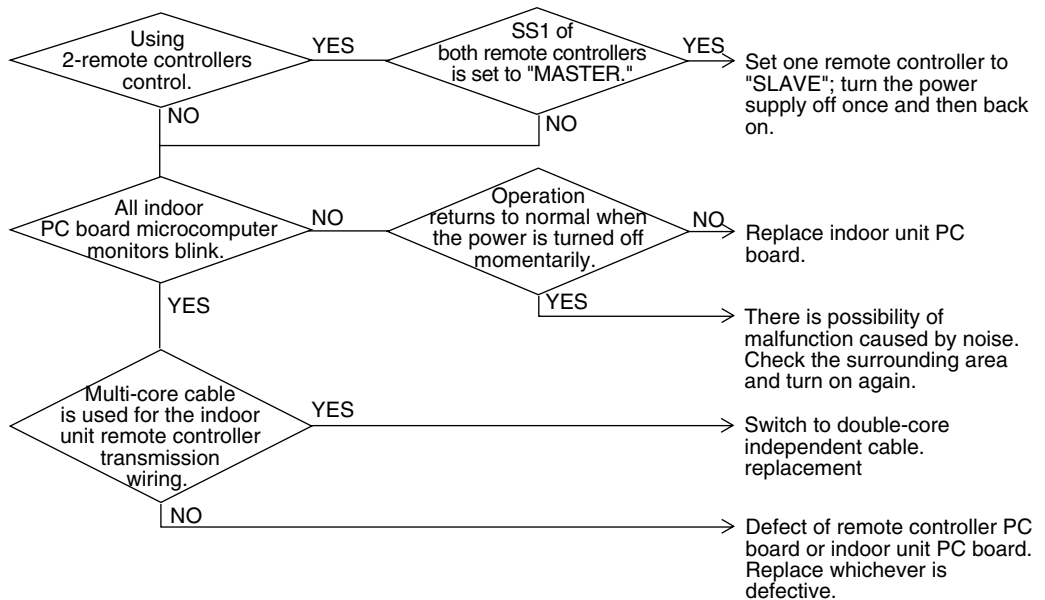 Using
2-remote controllers
control.
YES
SS1 of
both remote controllers
is set to "MASTER."
YES
Set one remote controller to
"SLAVE"; turn the power
supply off once and then back
on.
NO
NO
All indoor
PC board microcomputer
monitors blink.
NO
Operation
returns to normal when
the power is turned off
momentarily.
NO
Replace indoor unit PC
board.
YES
YES
There is possibility of
malfunction caused by noise.
Check the surrounding area
and turn on again.
Multi-core cable
is used for the indoor
unit remote controller
transmission
wiring.
YES
Switch to double-core
independent cable.
replacement
NO
Defect of remote controller PC
board or indoor unit PC board.
Replace whichever is
defective.